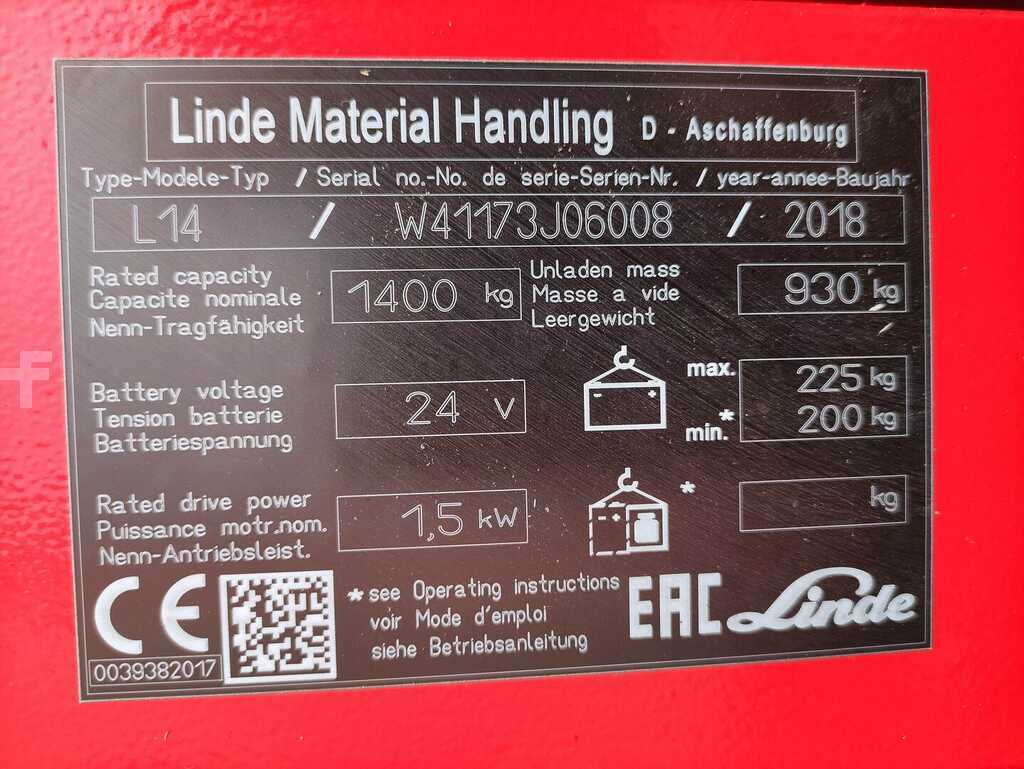 Linde Material Handling D - Aschaffenburg
Type-Modele-Typ / Serial no.-No. de serie-Serien-Nr. / year-annee-Baujahr
L14 / W41173J06008 / 2018
Rated capacity
Capacite nominale
Nenn-Tragfähigkeit
1400 kg
Unladen mass
Masse a vide
Leergewicht
930 kg
Battery voltage
Tension batterie
Batteriespannung
24 V
max. 225 kg
* min. 200 kg
Rated drive power
Puissance motr.nom.
Nenn-Antriebsleist.
1,5 kW
* kg
CE
0039382017
* see Operating instructions
voir Mode d'emploi
siehe Betriebsanleitung
EAC
Linde